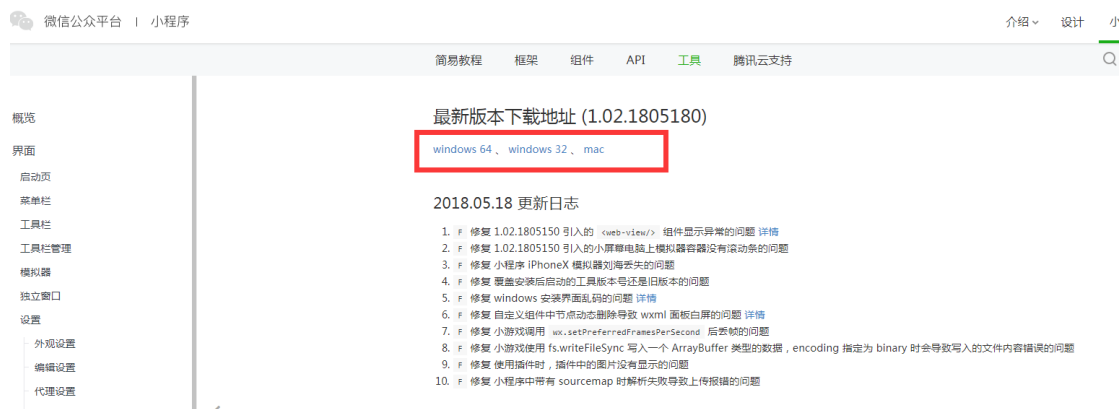 微信公众平台 | 小程序
介绍 设计 小
简易教程 框架 组件 API 工具 腾讯云支持
概览
界面
启动页
菜单栏
工具栏
工具栏管理
模拟器
独立窗口
设置
外观设置
编辑设置
代理设置
最新版本下载地址 (1.02.1805180)
windows 64 、 windows 32 、 mac
2018.05.18 更新日志
1. F 修复 1.02.1805150 引入的 <web-view/> 组件显示异常的问题 详情
2. F 修复 1.02.1805150 引入的小屏幕电脑上模拟器容器没有滚动条的问题
3. F 修复 小程序 iPhoneX 模拟器刘海丢失的问题
4. F 修复 覆盖安装后启动的工具版本号还是旧版本的问题
5. F 修复 windows 安装界面乱码的问题 详情
6. F 修复 自定义组件中节点动态删除导致 wxml 面板白屏的问题 详情
7. F 修复 小游戏调用 wx.setPreferredFramesPerSecond 后丢帧的问题
8. F 修复 小游戏使用 fs.writeFileSync 写入一个 ArrayBuffer 类型的数据，encoding 指定为 binary 时会导致写入的文件内容错误的问题
9. F 修复 使用插件时，插件中的图片没有显示的问题
10. F 修复 小程序中带有 sourcemap 时解析失败导致上传报错的问题